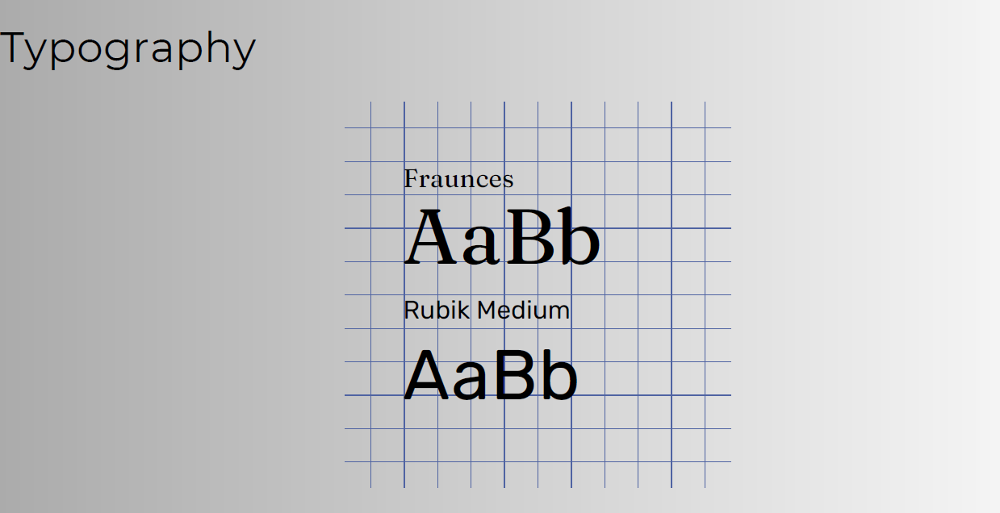 Typography
Fraunces
AaBb
Rubik Medium
AaBb